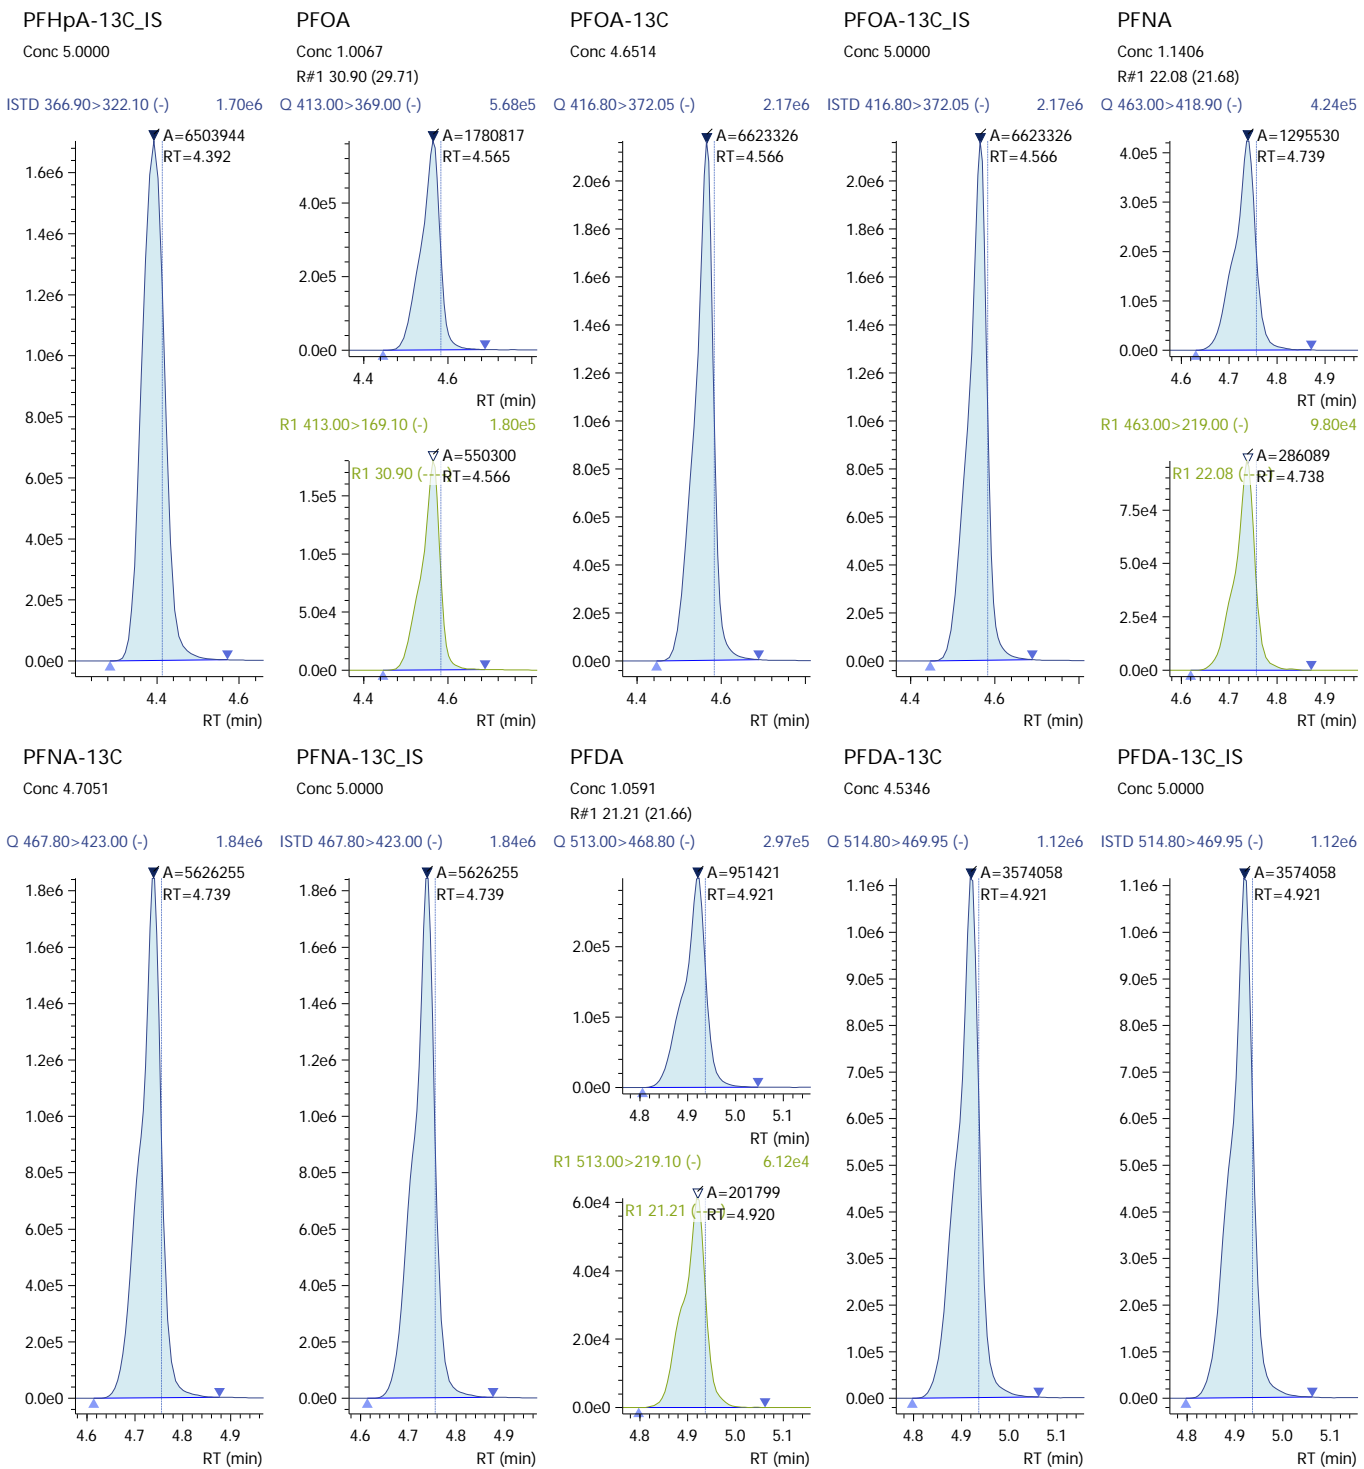 PFHpA-13C_IS
Conc 5.0000
ISTD 366.90>322.10 (-) 1.70e6
A=6503944
RT=4.392
1.6e6
1.4e6
1.2e6
1.0e6
8.0e5
6.0e5
4.0e5
2.0e5
0.0e0
4.4 4.6
RT (min)
PFOA
Conc 1.0067
R#1 30.90 (29.71)
Q 413.00>369.00 (-) 5.68e5
A=1780817
RT=4.565
4.0e5
2.0e5
0.0e0
4.4 4.6
RT (min)
R1 413.00>169.10 (-) 1.80e5
A=550300
R1 30.90 (----)
RT=4.566
1.5e5
1.0e5
5.0e4
0.0e0
4.4 4.6
RT (min)
PFOA-13C
Conc 4.6514
Q 416.80>372.05 (-) 2.17e6
A=6623326
RT=4.566
2.0e6
1.8e6
1.6e6
1.4e6
1.2e6
1.0e6
8.0e5
6.0e5
4.0e5
2.0e5
0.0e0
4.4 4.6
RT (min)
PFOA-13C_IS
Conc 5.0000
ISTD 416.80>372.05 (-) 2.17e6
A=6623326
RT=4.566
2.0e6
1.8e6
1.6e6
1.4e6
1.2e6
1.0e6
8.0e5
6.0e5
4.0e5
2.0e5
0.0e0
4.4 4.6
RT (min)
PFNA
Conc 1.1406
R#1 22.08 (21.68)
Q 463.00>418.90 (-) 4.24e5
A=1295530
RT=4.739
4.0e5
3.0e5
2.0e5
1.0e5
0.0e0
4.6 4.7 4.8 4.9
RT (min)
R1 463.00>219.00 (-) 9.80e4
A=286089
R1 22.08 (----)
RT=4.738
7.5e4
5.0e4
2.5e4
0.0e0
4.6 4.7 4.8 4.9
RT (min)
PFNA-13C
Conc 4.7051
Q 467.80>423.00 (-) 1.84e6
A=5626255
RT=4.739
1.8e6
1.6e6
1.4e6
1.2e6
1.0e6
8.0e5
6.0e5
4.0e5
2.0e5
0.0e0
4.6 4.7 4.8 4.9
RT (min)
PFNA-13C_IS
Conc 5.0000
ISTD 467.80>423.00 (-) 1.84e6
A=5626255
RT=4.739
1.8e6
1.6e6
1.4e6
1.2e6
1.0e6
8.0e5
6.0e5
4.0e5
2.0e5
0.0e0
4.6 4.7 4.8 4.9
RT (min)
PFDA
Conc 1.0591
R#1 21.21 (21.66)
Q 513.00>468.80 (-) 2.97e5
A=951421
RT=4.921
2.0e5
1.0e5
0.0e0
4.8 4.9 5.0 5.1
RT (min)
R1 513.00>219.10 (-) 6.12e4
A=201799
R1 21.21 (----)
RT=4.920
6.0e4
4.0e4
2.0e4
0.0e0
4.8 4.9 5.0 5.1
RT (min)
PFDA-13C
Conc 4.5346
Q 514.80>469.95 (-) 1.12e6
A=3574058
RT=4.921
1.1e6
1.0e6
9.0e5
8.0e5
7.0e5
6.0e5
5.0e5
4.0e5
3.0e5
2.0e5
1.0e5
0.0e0
4.8 4.9 5.0 5.1
RT (min)
PFDA-13C_IS
Conc 5.0000
ISTD 514.80>469.95 (-) 1.12e6
A=3574058
RT=4.921
1.1e6
1.0e6
9.0e5
8.0e5
7.0e5
6.0e5
5.0e5
4.0e5
3.0e5
2.0e5
1.0e5
0.0e0
4.8 4.9 5.0 5.1
RT (min)